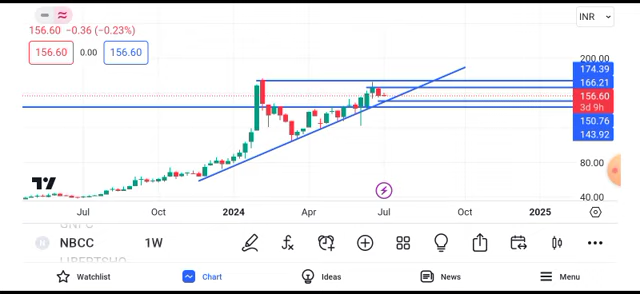 INR
156.60 −0.36 (−0.23%)
156.60 0.00 156.60
200.00
174.39
166.21
156.60
3d 9h
150.76
143.92
80.00
40.00
Jul Oct 2024 Apr Jul Oct 2025
NBCC 1W
Watchlist Chart Ideas News Menu